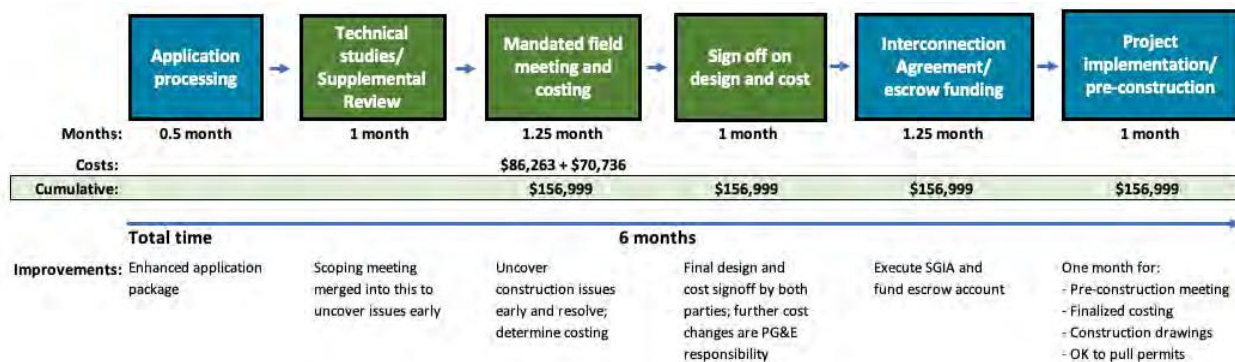 Application
processing
Technical
studies/
Supplemental
Review
Mandated field
meeting and
costing
Sign off on
design and cost
Interconnection
Agreement/
escrow funding
Project
implementation/
pre-construction
Months: 0.5 month 1 month 1.25 month 1 month 1.25 month 1 month
Costs: $86,263 + $70,736
Cumulative: $156,999 $156,999 $156,999 $156,999
Total time 6 months
Improvements:
Enhanced application
package
Scoping meeting
merged into this to
uncover issues early
Uncover
construction issues
early and resolve;
determine costing
Final design and
cost signoff by both
parties; further cost
changes are PG&E
responsibility
Execute SGIA and
fund escrow account
One month for:
- Pre-construction meeting
- Finalized costing
- Construction drawings
- OK to pull permits